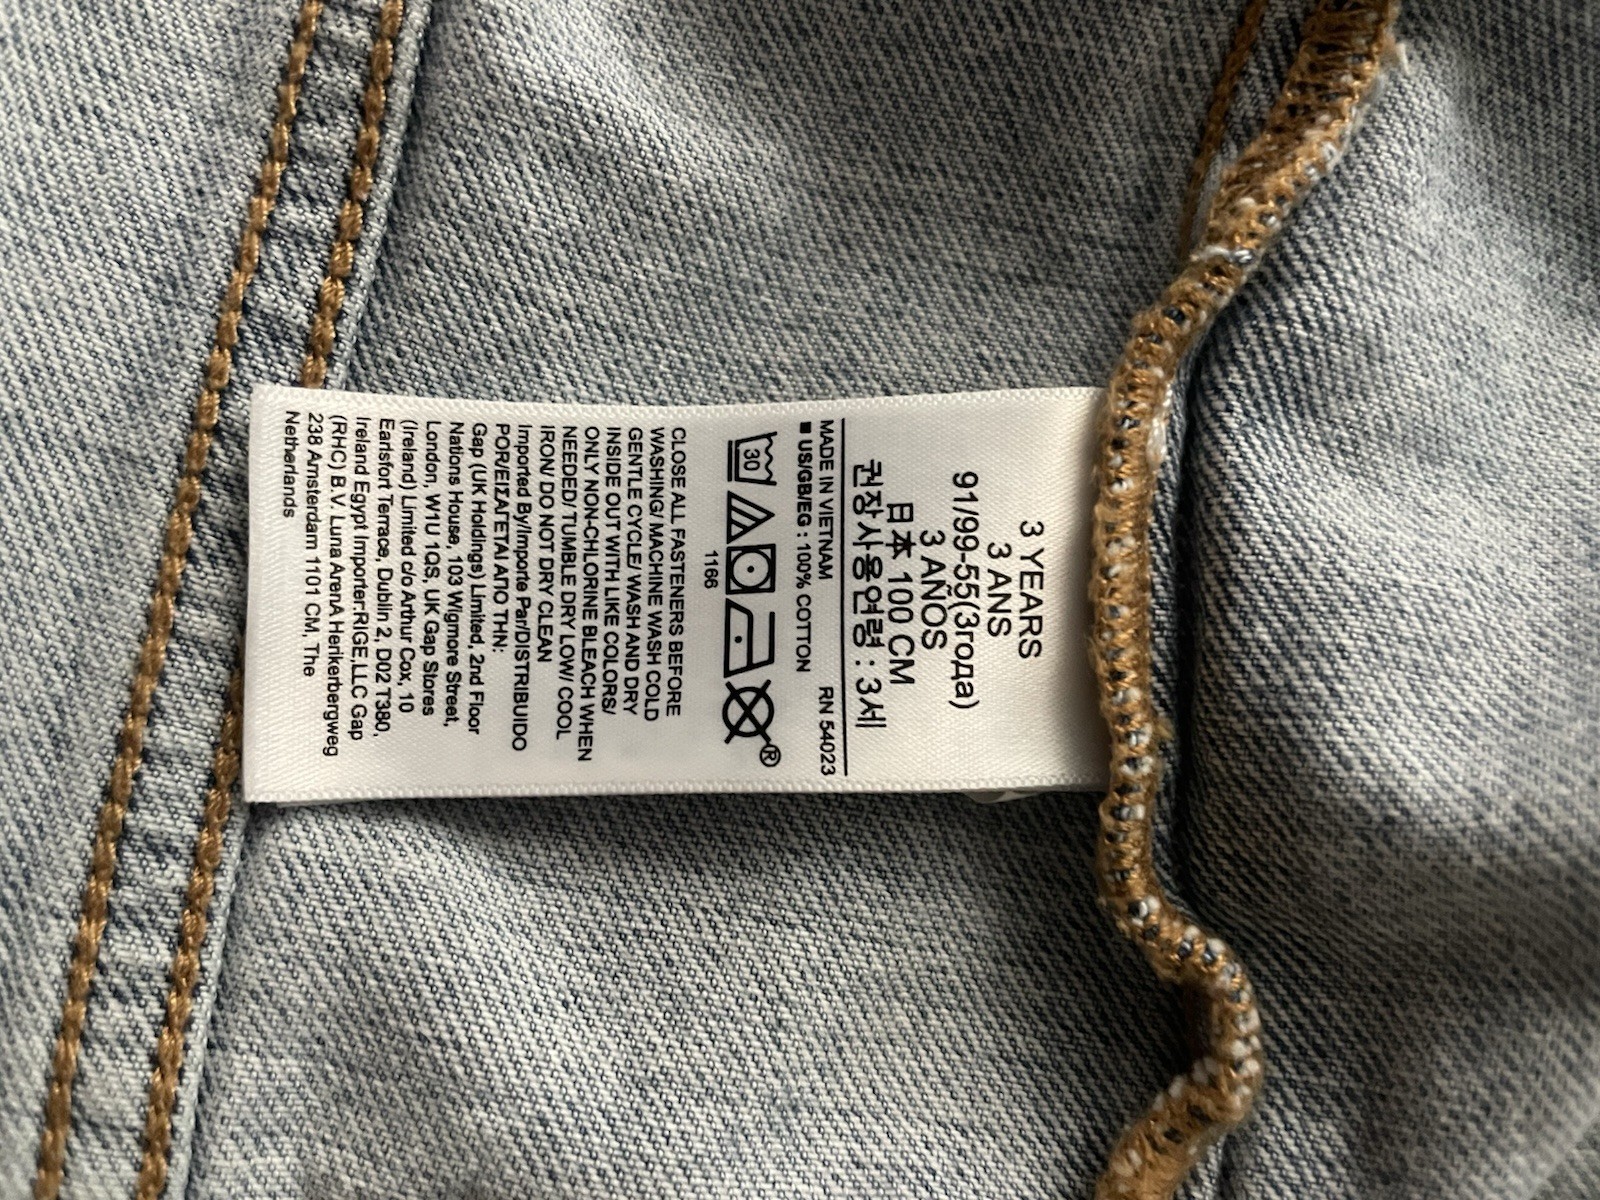 3 YEARS
3 ANS
91/99-55(3года)
3 AÑOS
日本 100 CM
권장사용연령 : 3세
MADE IN VIETNAM RN 54023
■ US/GB/EG : 100% COTTON
30
®
1166
CLOSE ALL FASTENERS BEFORE
WASHING/ MACHINE WASH COLD
GENTLE CYCLE/ WASH AND DRY
INSIDE OUT WITH LIKE COLORS/
ONLY NON-CHLORINE BLEACH WHEN
NEEDED/ TUMBLE DRY LOW/ COOL
IRON/ DO NOT DRY CLEAN
Imported By/Importe Par/DISTRIBUIDO
POR/ΕΙΣΑΓΕΤΑΙ ΑΠΟ ΤΗΝ:
Gap (UK Holdings) Limited, 2nd Floor
Nations House, 103 Wigmore Street,
London, W1U 1QS, UK Gap Stores
(Ireland) Limited c/o Arthur Cox, 10
Earlsfort Terrace, Dublin 2, D02 T380,
Ireland Egypt Importer:RIGE,LLC Gap
(RHC) B.V. Luna ArenA Herikerbergweg
238 Amsterdam 1101 CM, The
Netherlands